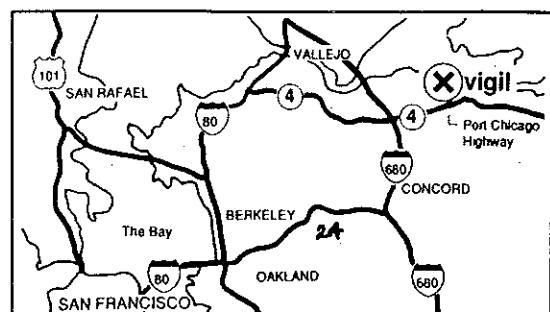 VALLEJO
101
SAN RAFAEL
4
X vigil
80
4
Port Chicago
Highway
680
CONCORD
BERKELEY
24
The Bay
80
OAKLAND
680
SAN FRANCISCO